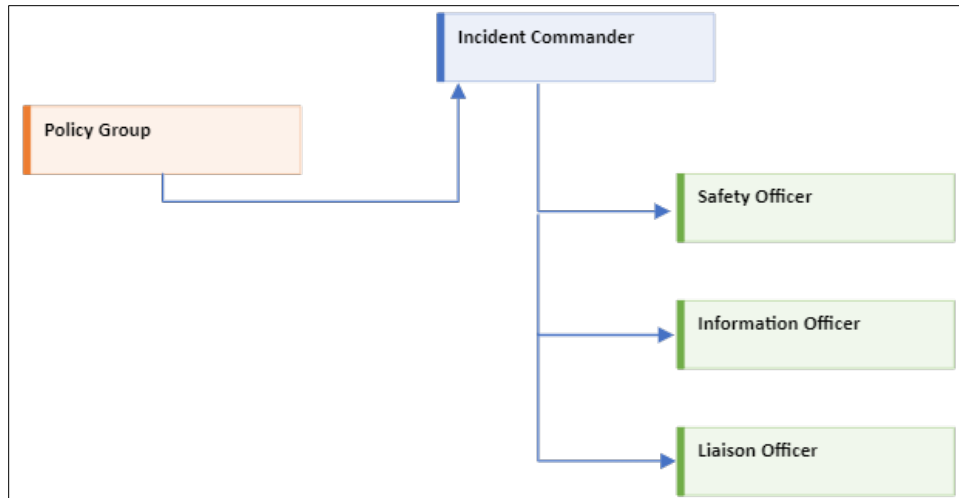 Incident Commander
Policy Group
Safety Officer
Information Officer
Liaison Officer